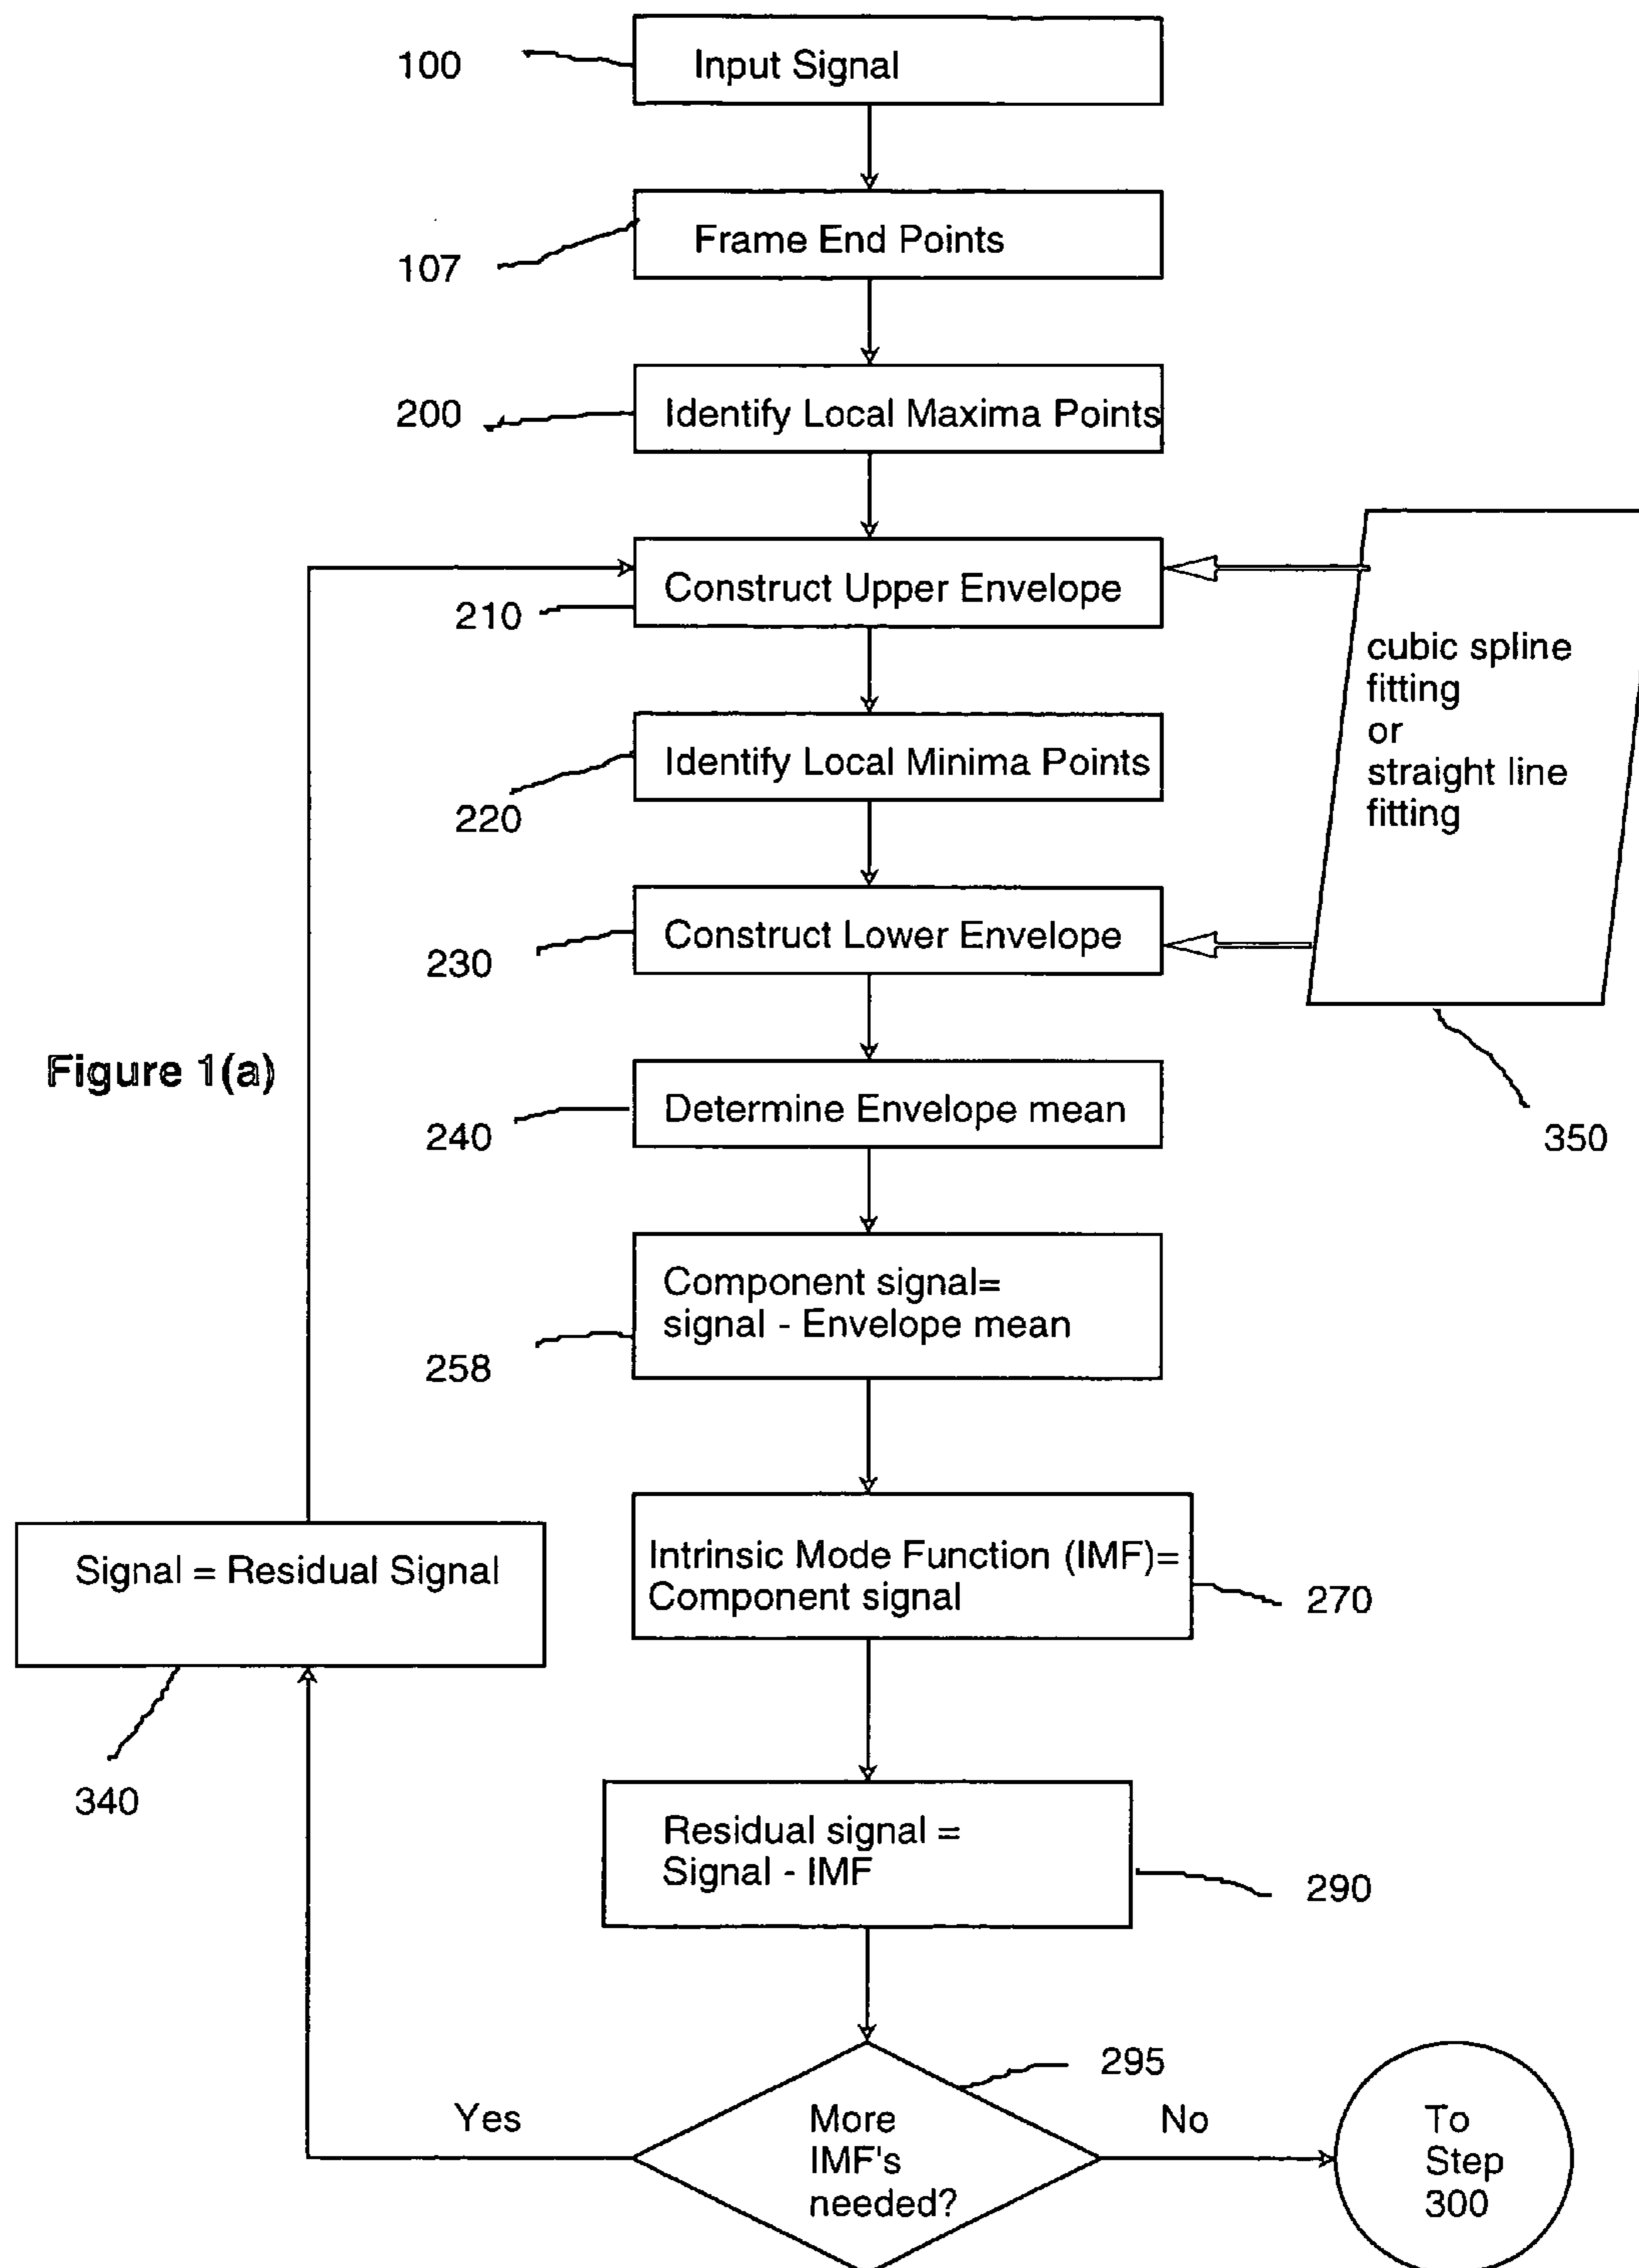 100
Input Signal
107
Frame End Points
200
Identify Local Maxima Points
210
Construct Upper Envelope
cubic spline
fitting
or
straight line
fitting
220
Identify Local Minima Points
230
Construct Lower Envelope
Figure 1(a)
240
Determine Envelope mean
350
258
Component signal=
signal - Envelope mean
Signal = Residual Signal
Intrinsic Mode Function (IMF)=
Component signal
270
340
Residual signal =
Signal - IMF
290
295
Yes
More
IMF's
needed?
No
To
Step
300